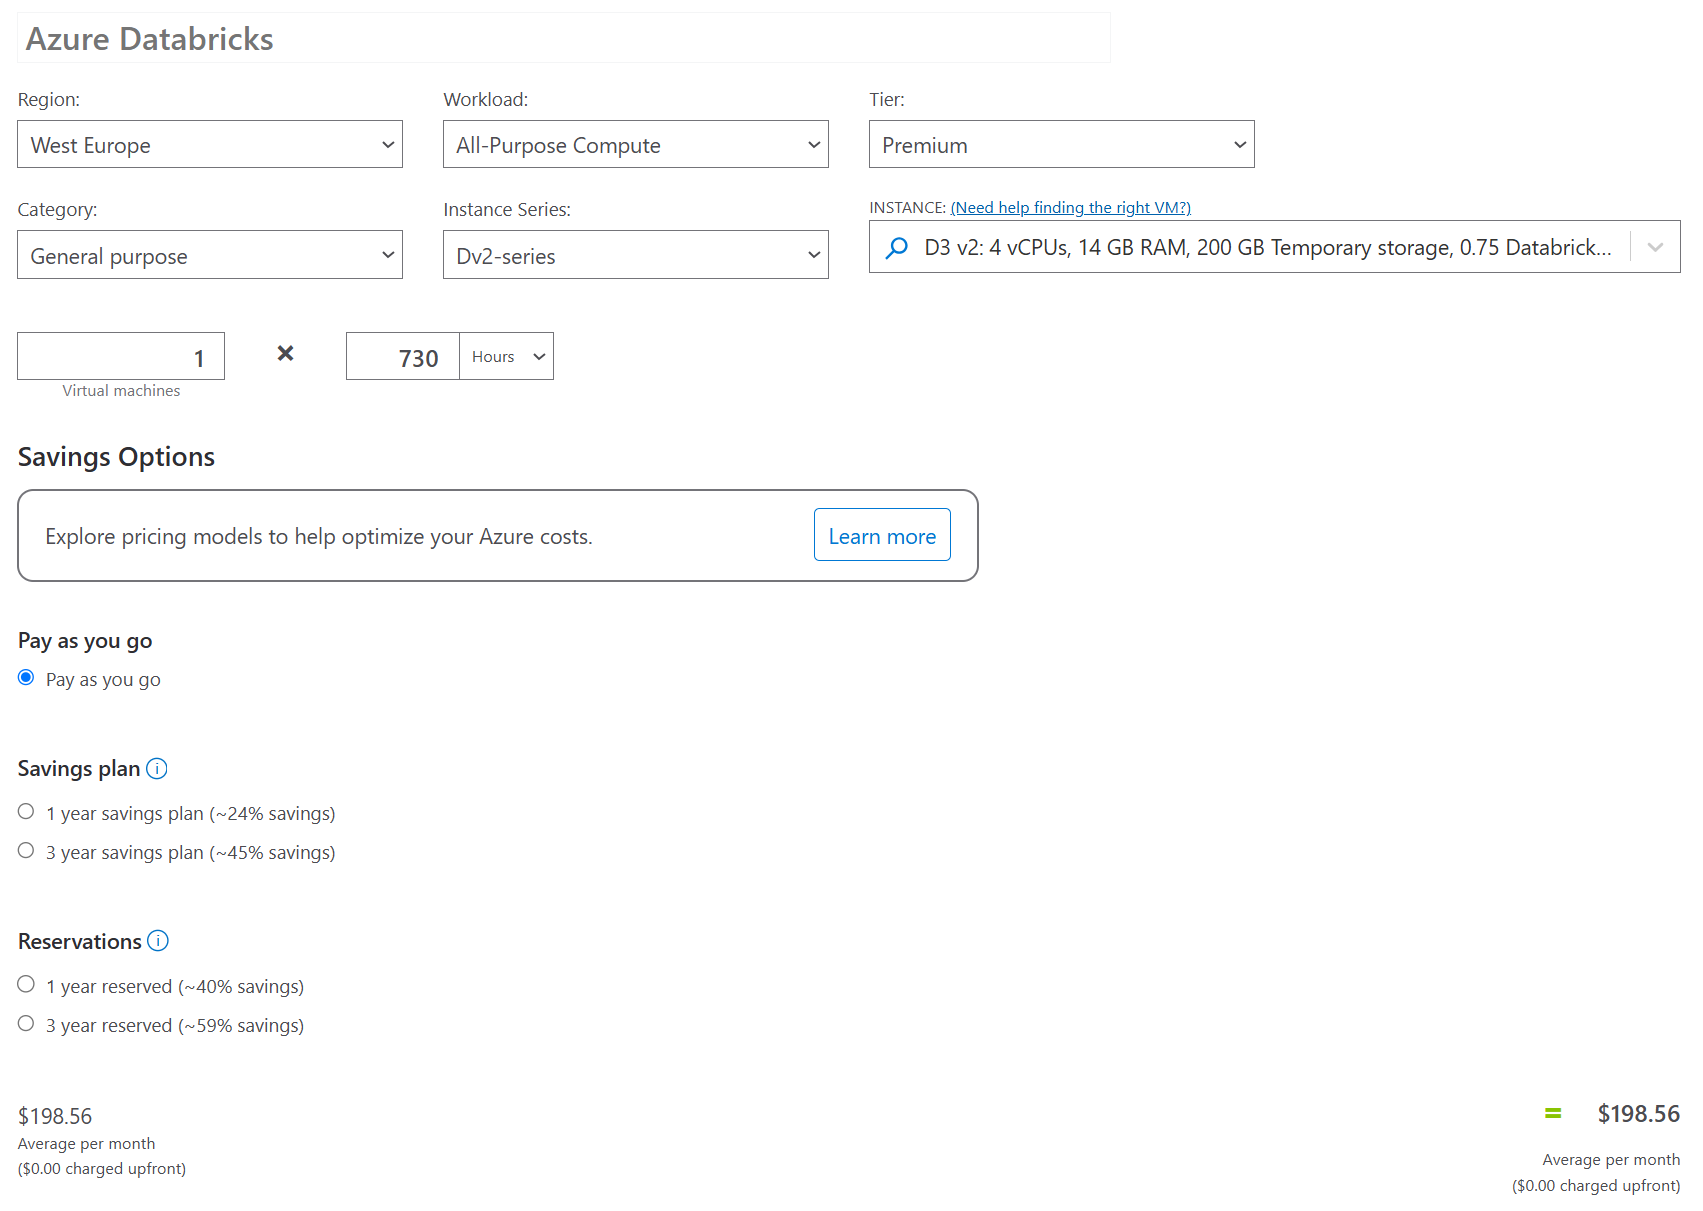 Azure Databricks
Region:
West Europe
Workload:
All-Purpose Compute
Tier:
Premium
Category:
General purpose
Instance Series:
Dv2-series
INSTANCE: (Need help finding the right VM?)
D3 v2: 4 vCPUs, 14 GB RAM, 200 GB Temporary storage, 0.75 Databrick...
1
Virtual machines
730
Hours
Savings Options
Explore pricing models to help optimize your Azure costs.
Learn more
Pay as you go
Pay as you go
Savings plan
1 year savings plan (~24% savings)
3 year savings plan (~45% savings)
Reservations
1 year reserved (~40% savings)
3 year reserved (~59% savings)
$198.56
Average per month
($0.00 charged upfront)
= $198.56
Average per month
($0.00 charged upfront)